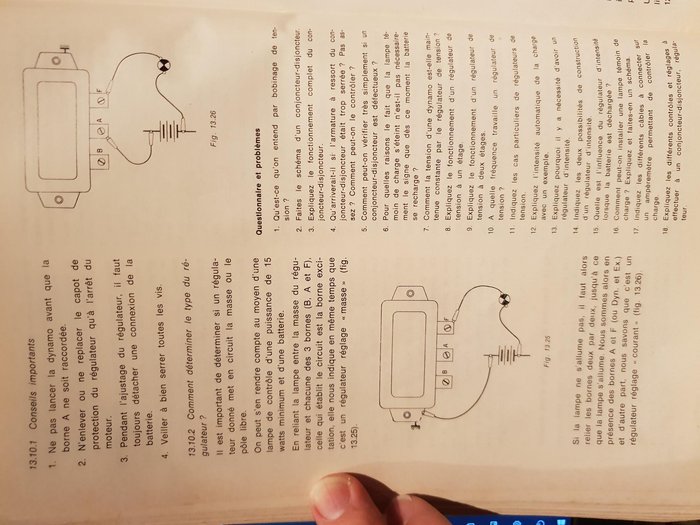 13.10.1 Conseils importants
1. Ne pas lancer la dynamo avant que la
borne A ne soit raccordée.
2. N'enlever ou ne replacer le capot de
protection du régulateur qu'à l'arrêt du
moteur.
3. Pendant l'ajustage du régulateur, il faut
toujours détacher une connexion de la
batterie.
4. Veiller à bien serrer toutes les vis.
13.10.2 Comment déterminer le type du ré-
gulateur ?
Il est important de déterminer si un régula-
teur donné met en circuit la masse ou le
pôle libre.
On peut s'en rendre compte au moyen d'une
lampe de contrôle d'une puissance de 15
watts minimum et d'une batterie.
En reliant la lampe entre la masse du régu-
lateur et chacune des 3 bornes (B, A et F),
celle qui établit le circuit est la borne exci-
tation, elle nous indique en même temps que
c'est un régulateur réglage « masse » (fig.
13.25).
B
A
F
Fig. 13.25
Si la lampe ne s'allume pas, il faut alors
relier les bornes deux par deux, jusqu'à ce
que la lampe s'allume. Nous sommes alors en
présence des bornes A et F (ou Dyn. et Ex.)
et d'autre part, nous savons que c'est un
régulateur réglage « courant » (fig. 13.26).
B
A
F
Fig. 13.26
Questionnaire et problèmes
1. Qu'est-ce qu'on entend par bobinage de ten-
sion ?
2. Faites le schéma d'un conjoncteur-disjoncteur.
3. Expliquez le fonctionnement complet du con-
joncteur-disjoncteur.
4. Qu'arriverait-il si l'armature à ressort du con-
joncteur-disjoncteur était trop serrée ? Pas as-
sez ? Comment peut-on le contrôler ?
5. Comment peut-on vérifier très simplement si un
conjoncteur-disjoncteur est défectueux ?
6. Pour quelles raisons le fait que la lampe té-
moin de charge s'éteint n'est-il pas nécessaire-
ment le signe que dès ce moment la batterie
se recharge ?
7. Comment la tension d'une dynamo est-elle main-
tenue constante par le régulateur de tension ?
8. Expliquez le fonctionnement d'un régulateur de
tension à un étage.
9. Expliquez le fonctionnement d'un régulateur de
tension à deux étages.
10. A quelle fréquence travaille un régulateur de
tension ?
11. Indiquez les cas particuliers de régulateurs de
tension.
12. Expliquez l'intensité automatique de la charge
avec un exemple.
13. Expliquez pourquoi il y a nécessité d'avoir un
régulateur d'intensité.
14. Indiquez les deux possibilités de construction
d'un régulateur d'intensité.
15. Quelle est l'influence du régulateur d'intensité
lorsque la batterie est déchargée ?
16. Comment peut-on installer une lampe témoin de
charge ? Expliquez et faites-en le schéma.
17. Indiquez les différents câbles à connecter sur
un ampèremètre permettant de contrôler la
charge.
18. Expliquez les différents contrôles et réglages à
effectuer à un conjoncteur-disjoncteur, régula-